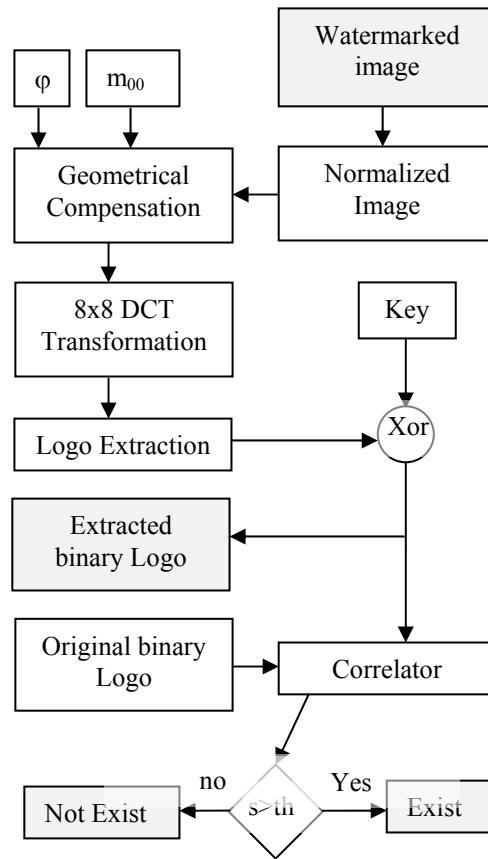 Watermarked
image
φ
m00
Geometrical
Compensation
Normalized
Image
8x8 DCT
Transformation
Key
Logo Extraction
Xor
Extracted
binary Logo
Original binary
Logo
Correlator
no
Yes
Not Exist
s>th
Exist